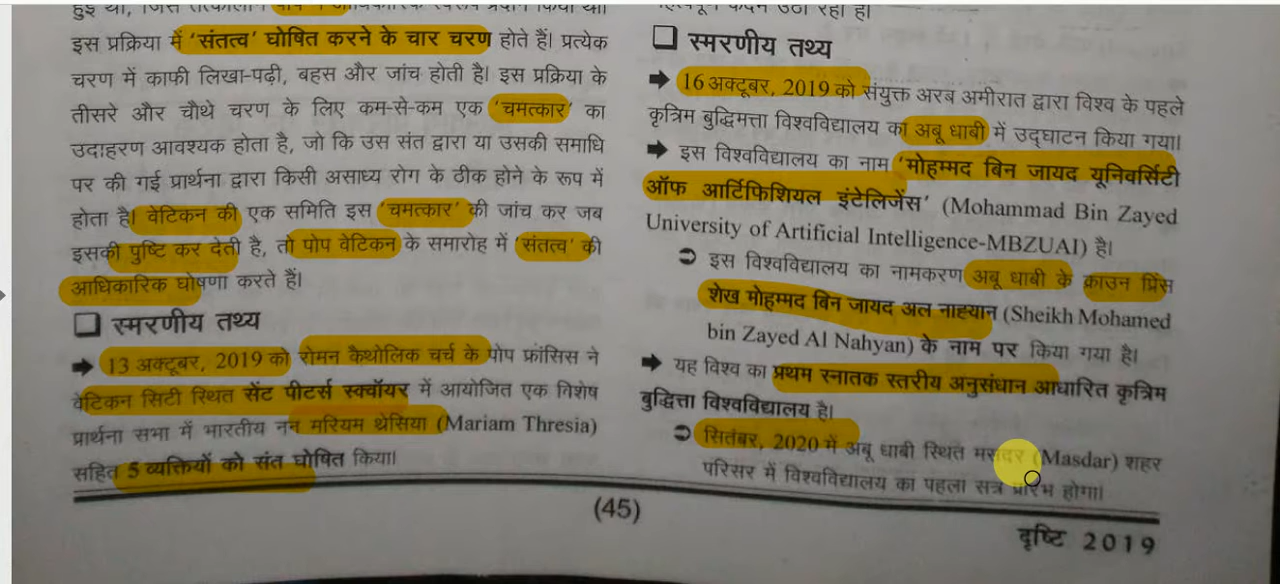 इस प्रक्रिया में 'संतत्व' घोषित करने के चार चरण होते हैं। प्रत्येक
चरण में काफी लिखा-पढ़ी, बहस और जांच होती है। इस प्रक्रिया के
तीसरे और चौथे चरण के लिए कम-से-कम एक 'चमत्कार' का
उदाहरण आवश्यक होता है, जो कि उस संत द्वारा या उसकी समाधि
पर की गई प्रार्थना द्वारा किसी असाध्य रोग के ठीक होने के रूप में
होता है। वेटिकन की एक समिति इस 'चमत्कार' की जांच कर जब
इसकी पुष्टि कर देती है, तो पोप वेटिकन के समारोह में 'संतत्व' की
आधिकारिक घोषणा करते हैं।
❑ स्मरणीय तथ्य
➡ 13 अक्टूबर, 2019 को रोमन कैथोलिक चर्च के पोप फ्रांसिस ने
वेटिकन सिटी स्थित सेंट पीटर्स स्क्वॉयर में आयोजित एक विशेष
प्रार्थना सभा में भारतीय नन मरियम थ्रेसिया (Mariam Thresia)
सहित 5 व्यक्तियों को संत घोषित किया।
❑ स्मरणीय तथ्य
➡ 16 अक्टूबर, 2019 को संयुक्त अरब अमीरात द्वारा विश्व के पहले
कृत्रिम बुद्धिमत्ता विश्वविद्यालय का अबू धाबी में उद्घाटन किया गया।
➡ इस विश्वविद्यालय का नाम 'मोहम्मद बिन जायद यूनिवर्सिटी
ऑफ आर्टिफिशियल इंटेलिजेंस' (Mohammad Bin Zayed
University of Artificial Intelligence-MBZUAI) है।
➲ इस विश्वविद्यालय का नामकरण अबू धाबी के क्राउन प्रिंस
शेख मोहम्मद बिन जायद अल नाह्यान (Sheikh Mohamed
bin Zayed Al Nahyan) के नाम पर किया गया है।
➡ यह विश्व का प्रथम स्नातक स्तरीय अनुसंधान आधारित कृत्रिम
बुद्धित्ता विश्वविद्यालय है।
➲ सितंबर, 2020 में अबू धाबी स्थित मसदर (Masdar) शहर
परिसर में विश्वविद्यालय का पहला सत्र प्रारंभ होगा।
(45)
दृष्टि 2019